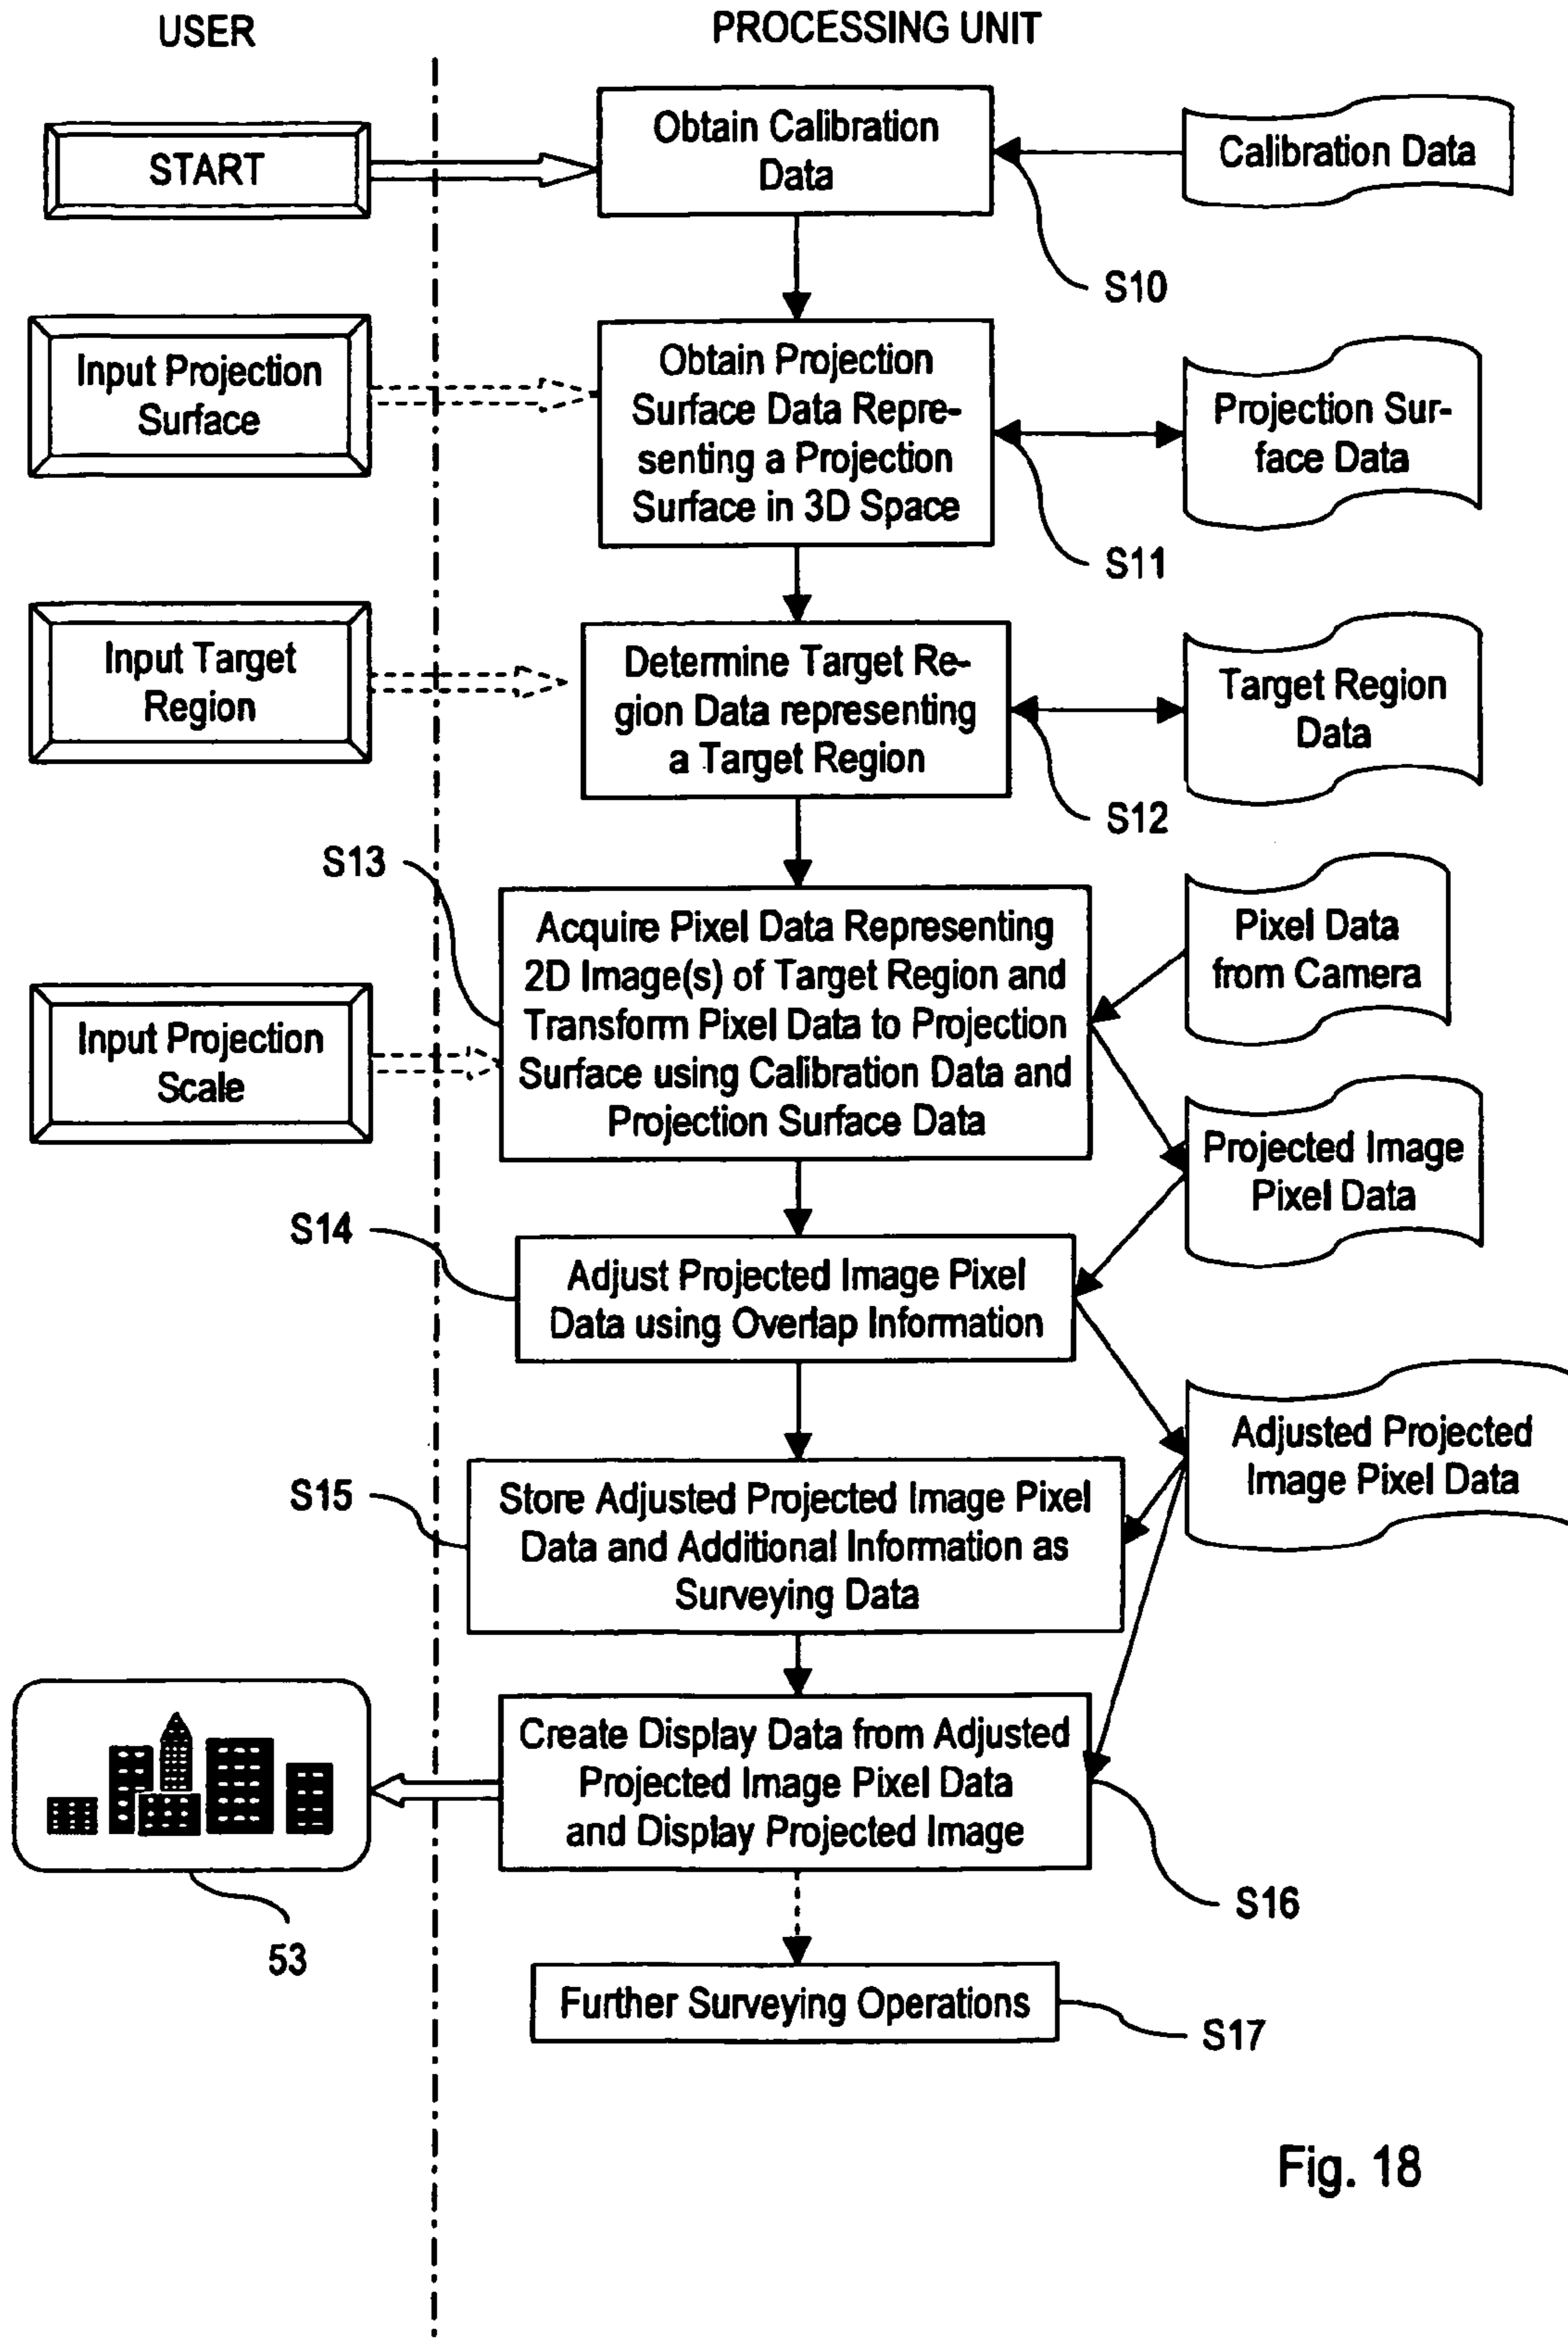 USER
PROCESSING UNIT
START
Obtain Calibration
Data
Calibration Data
S10
Input Projection
Surface
Obtain Projection
Surface Data Repre-
senting a Projection
Surface in 3D Space
Projection Sur-
face Data
S11
Input Target
Region
Determine Target Re-
gion Data representing
a Target Region
Target Region
Data
S12
S13
Acquire Pixel Data Representing
2D Image(s) of Target Region and
Transform Pixel Data to Projection
Surface using Calibration Data and
Projection Surface Data
Pixel Data
from Camera
Input Projection
Scale
Projected Image
Pixel Data
S14
Adjust Projected Image Pixel
Data using Overlap Information
Adjusted Projected
Image Pixel Data
S15
Store Adjusted Projected Image Pixel
Data and Additional Information as
Surveying Data
Create Display Data from Adjusted
Projected Image Pixel Data
and Display Projected Image
S16
53
Further Surveying Operations
S17
Fig. 18